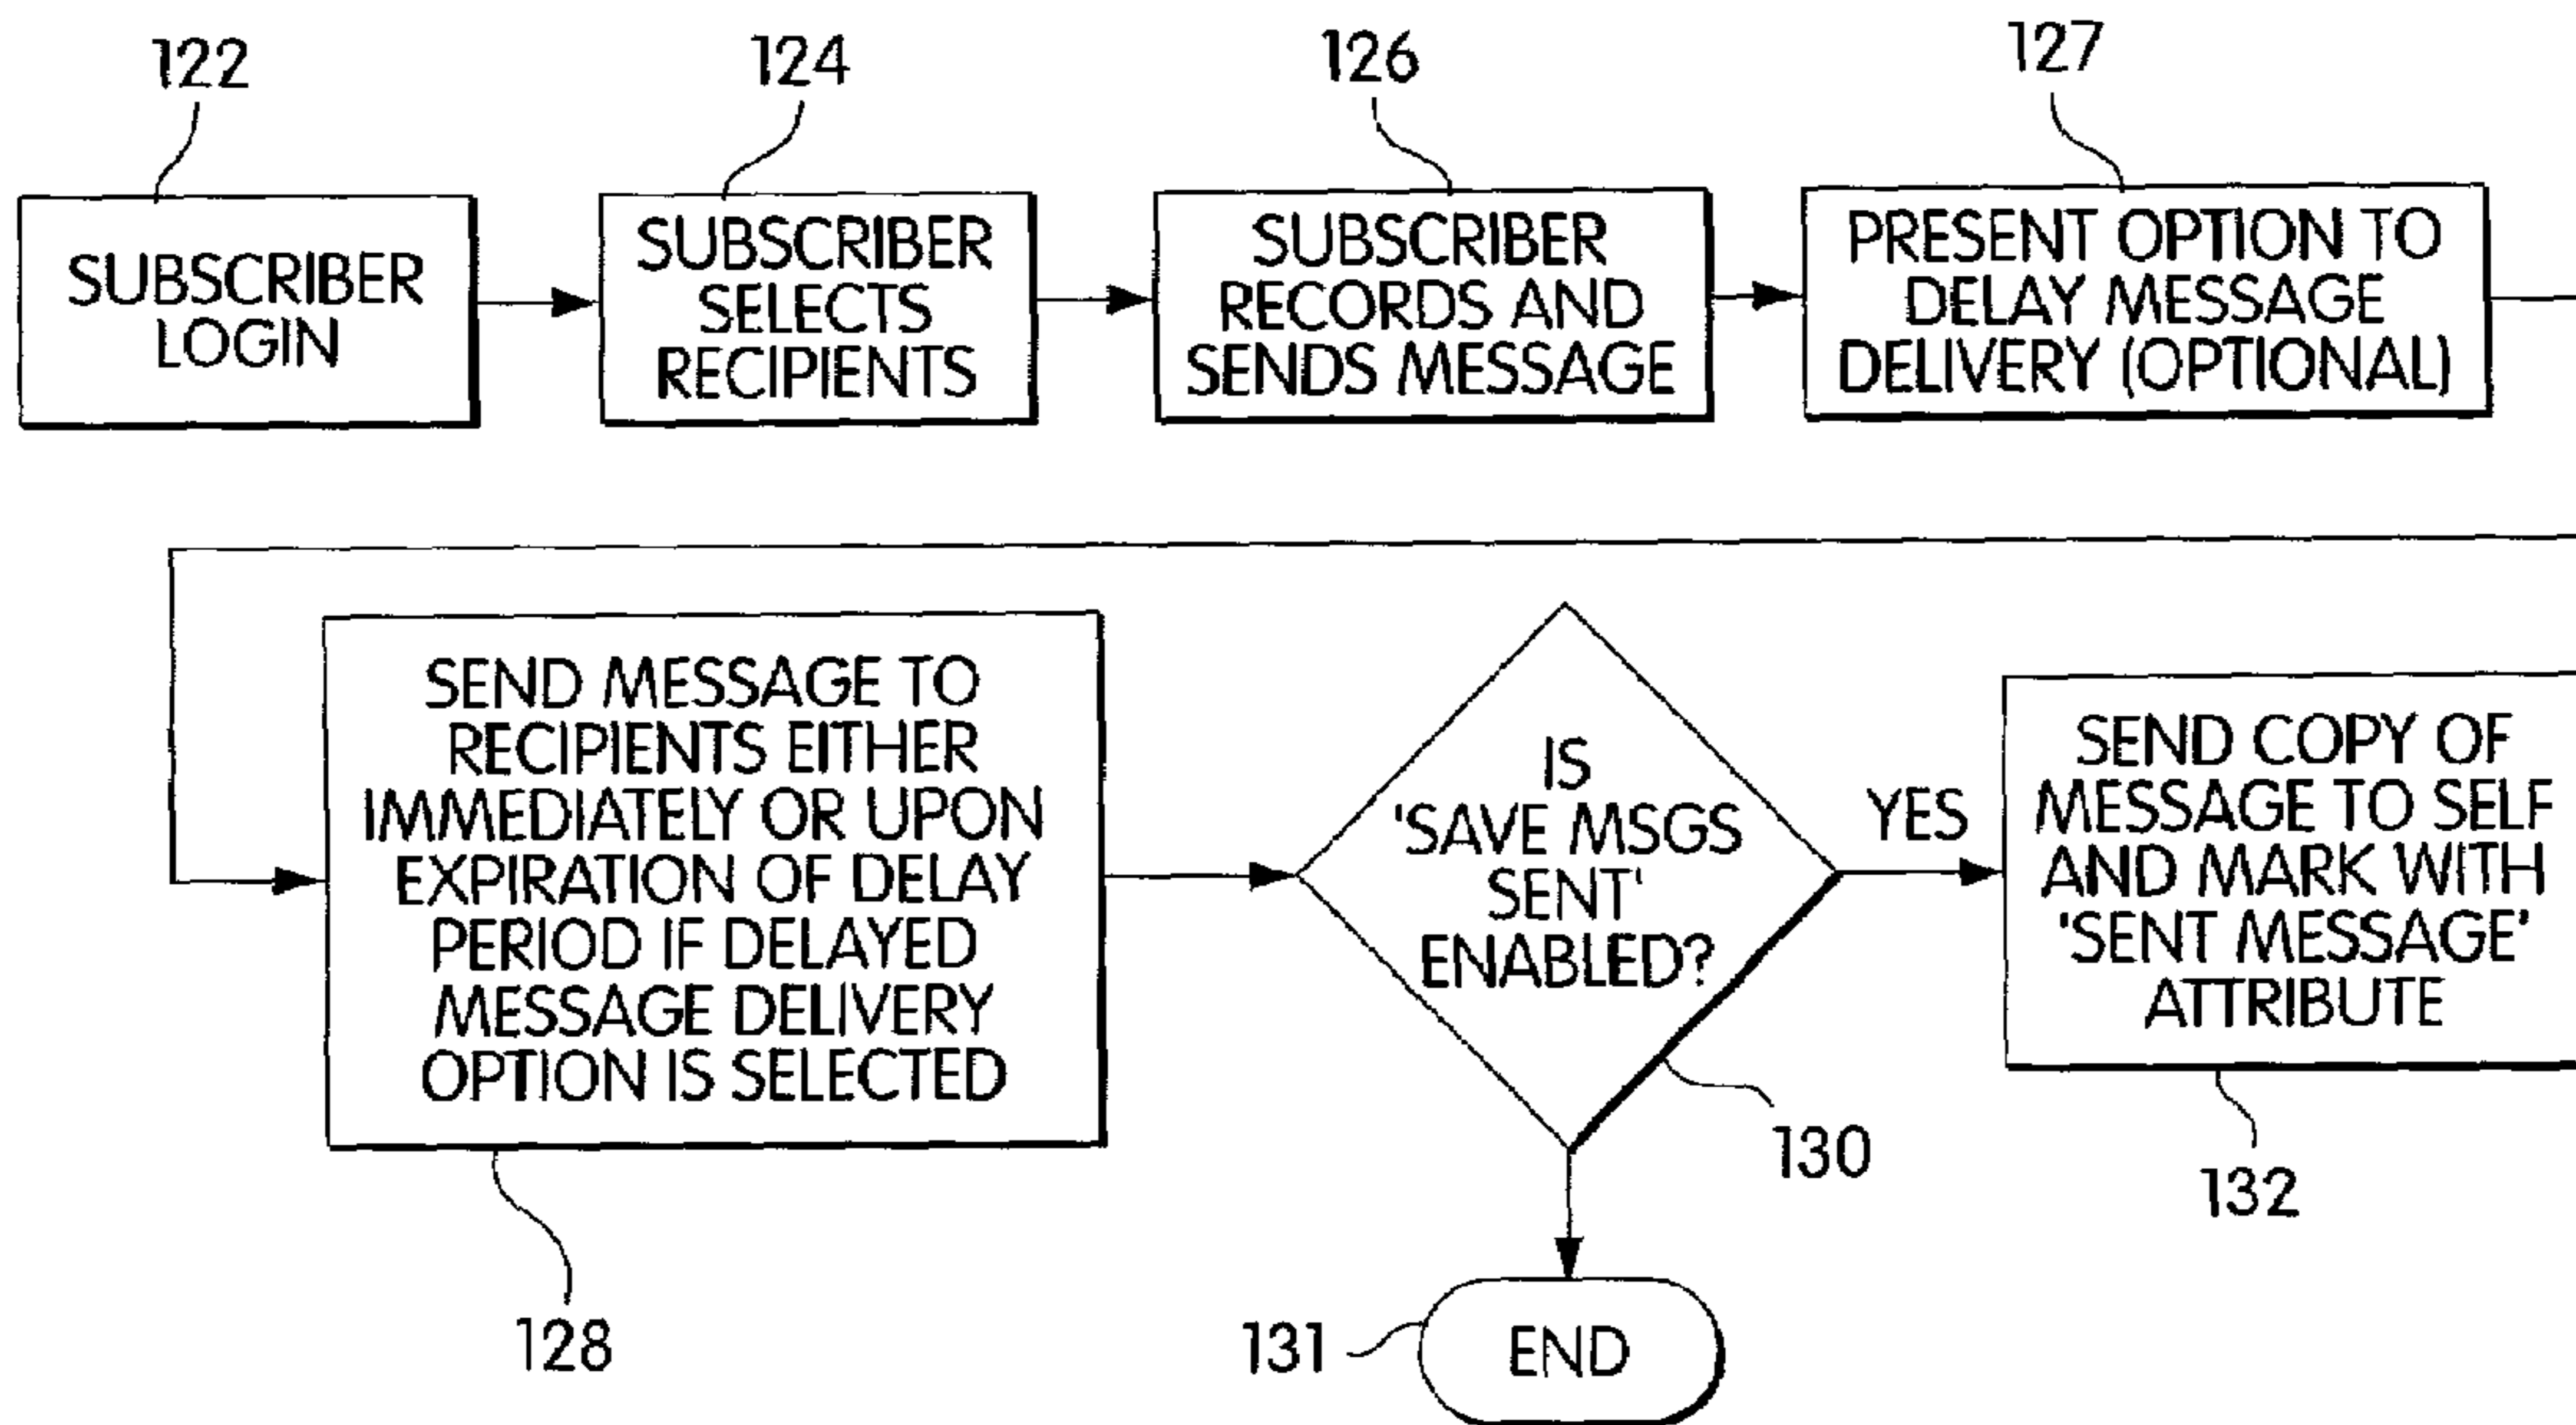 122
124
126
127
SUBSCRIBER
LOGIN
SUBSCRIBER
SELECTS
RECIPIENTS
SUBSCRIBER
RECORDS AND
SENDS MESSAGE
PRESENT OPTION TO
DELAY MESSAGE
DELIVERY (OPTIONAL)
SEND MESSAGE TO
RECIPIENTS EITHER
IMMEDIATELY OR UPON
EXPIRATION OF DELAY
PERIOD IF DELAYED
MESSAGE DELIVERY
OPTION IS SELECTED
128
IS
'SAVE MSGS
SENT'
ENABLED?
130
YES
SEND COPY OF
MESSAGE TO SELF
AND MARK WITH
'SENT MESSAGE'
ATTRIBUTE
132
131
END